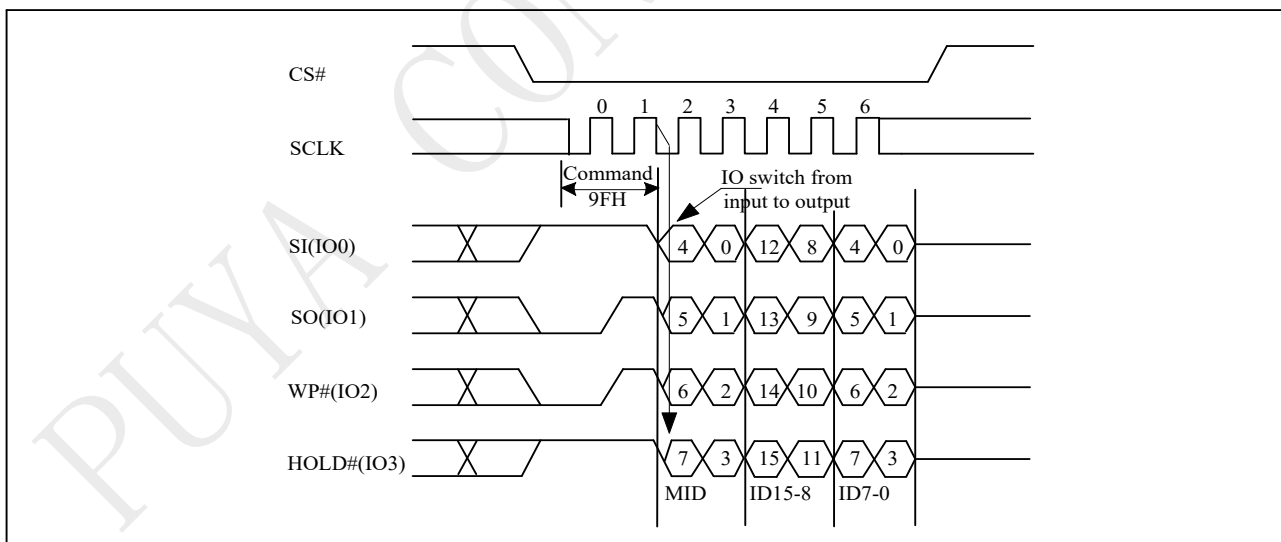 PUYA CON
CS#
0 1 2 3 4 5 6
SCLK
Command
9FH
IO switch from
input to output
SI(IO0)
4 0 12 8 4 0
SO(IO1)
5 1 13 9 5 1
WP#(IO2)
6 2 14 10 6 2
HOLD#(IO3)
7 3 15 11 7 3
MID ID15-8 ID7-0